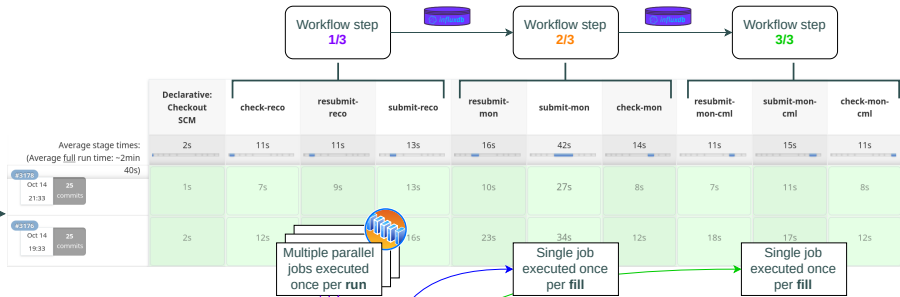 Workflow step
1/3
influxdb
Workflow step
2/3
influxdb
Workflow step
3/3
Declarative:
Checkout
SCM
check-reco
resubmit-
reco
submit-reco
resubmit-
mon
submit-mon
check-mon
resubmit-
mon-cml
submit-mon-
cml
check-mon-
cml
Average stage times:
(Average full run time: ~2min
40s)
2s 11s 11s 13s 16s 42s 14s 11s 15s 11s
#3178
Oct 14
21:33
25
commits
1s 7s 9s 13s 10s 27s 8s 7s 11s 8s
#3176
Oct 14
19:33
25
commits
2s 12s 16s 23s 34s 12s 18s 17s 12s
Multiple parallel
jobs executed
once per run
Single job
executed once
per fill
Single job
executed once
per fill